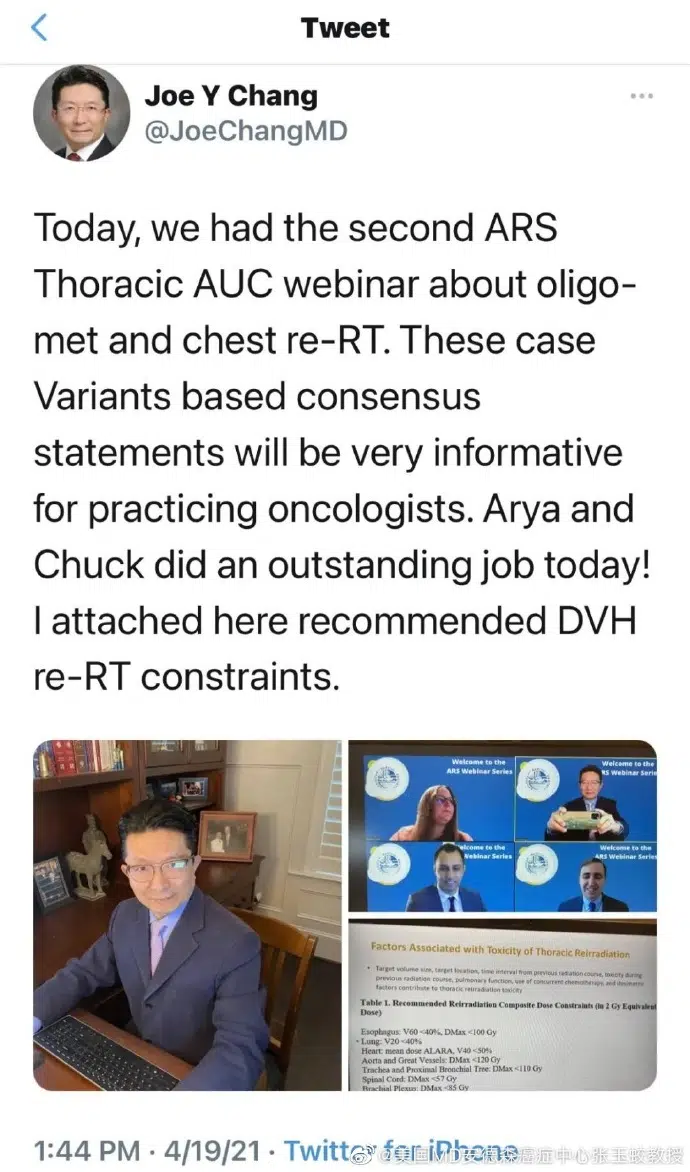 Tweet
Joe Y Chang
@JoeChangMD
Today, we had the second ARS
Thoracic AUC webinar about oligo-
met and chest re-RT. These case
Variants based consensus
statements will be very informative
for practicing oncologists. Arya and
Chuck did an outstanding job today!
I attached here recommended DVH
re-RT constraints.
Welcome to the
ARS Webinar Series
Welcome to the
RS Webinar Serie
elcome to the
Webinar Series
Welcome to the
ARS Webinar Series
Factors Associated with Toxicity of Thoracic Reirradiation
• Target volume size, target location, time interval from previous radiation course, toxicity during
previous radiation course, pulmonary function, use of concurrent chemotherapy, and dosimetric
factors contribute to thoracic reirradiation toxicity
Table 1. Recommended Reirradiation Composite Dose Constraints (in 2 Gy Equivalent
Dose)
Esophagus: V60 <40%, DMax <100 Gy
Lung: V20 <40%
Heart: mean dose ALARA, V40 <50%
Aorta and Great Vessels: DMax <120 Gy
Trachea and Proximal Bronchial Tree: DMax <110 Gy
Spinal Cord: DMax <57 Gy
Brachial Plexus: DMax <85 Gy
1:44 PM · 4/19/21 · Twitter for iPhone
@美国MD安德森癌症中心张玉蛟教授